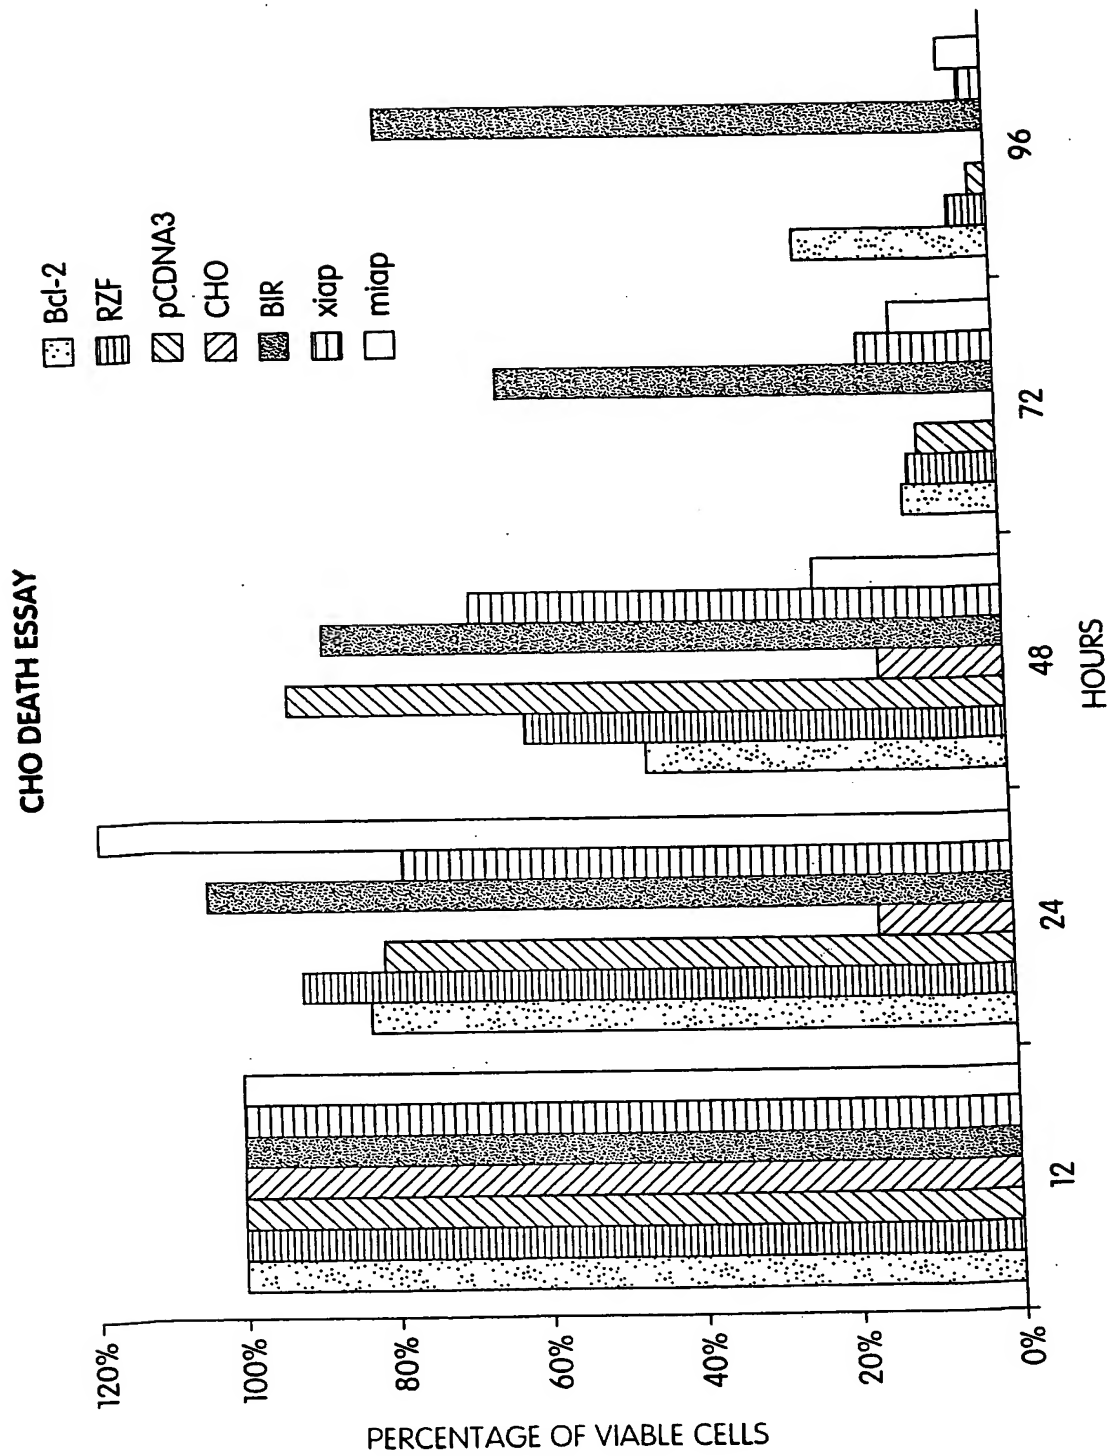 CHO DEATH ESSAY
Bcl-2
RZF
pCDNA3
CHO
BIR
xiap
miap
120%
100%
80%
60%
40%
20%
0%
PERCENTAGE OF VIABLE CELLS
12
24
48
72
96
HOURS